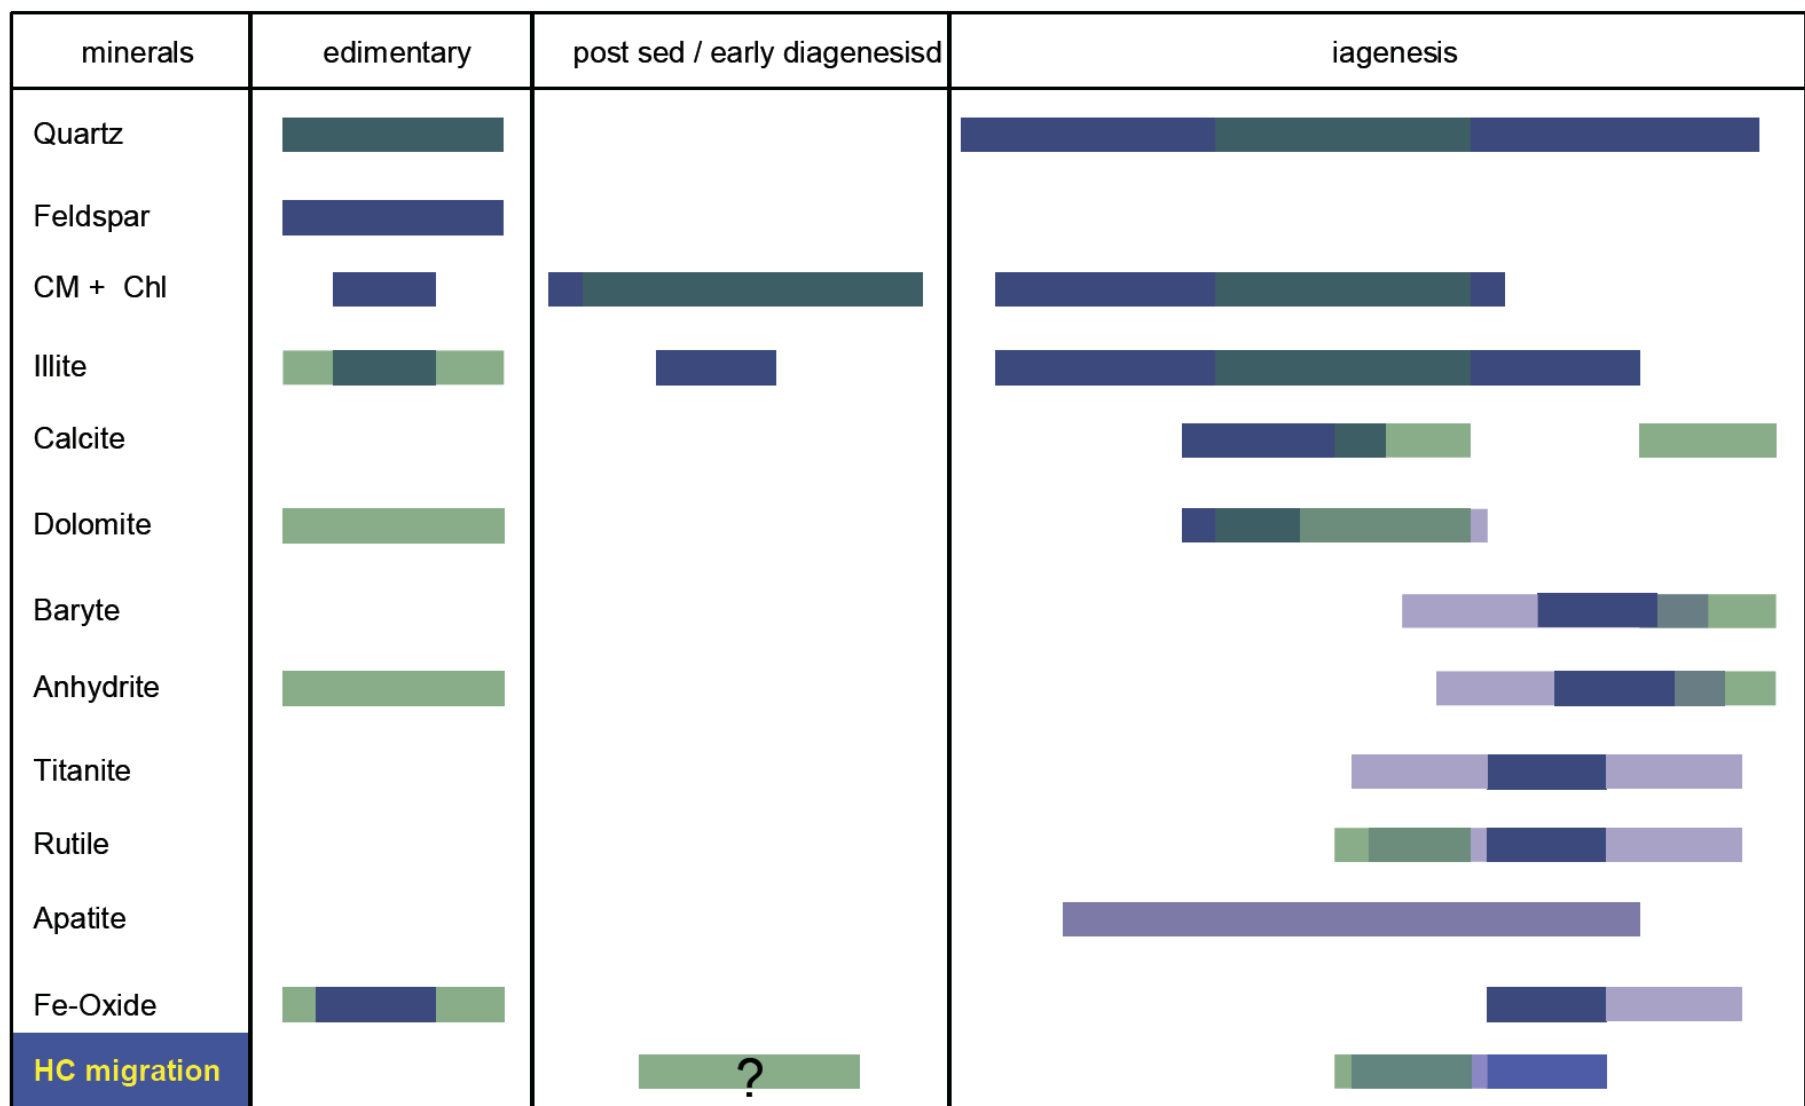 minerals edimentary post sed / early diagenesisd iagenesis
Quartz
Feldspar
CM + Chl
Illite
Calcite
Dolomite
Baryte
Anhydrite
Titanite
Rutile
Apatite
Fe-Oxide
HC migration ?